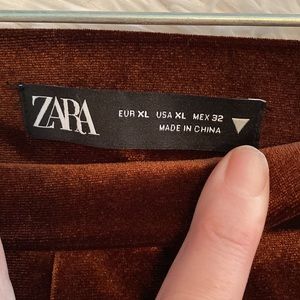 ZARA
EUR XL USA XL MEX 32
MADE IN CHINA